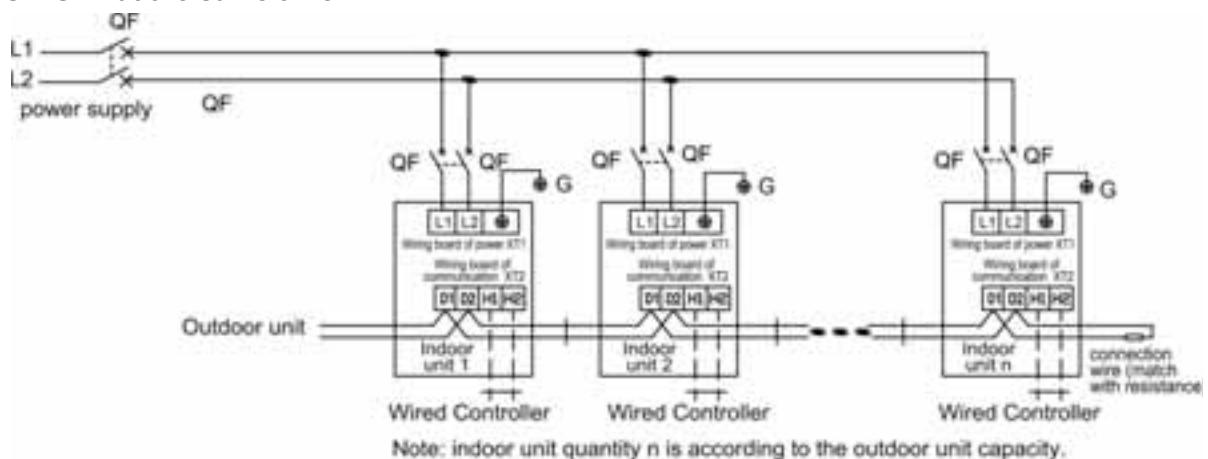 QF
L1
L2
power supply
QF
QF QF G
QF QF G
QF QF G
L1 L2
L1 L2
L1 L2
Wiring board of power XT1
Wiring board of power XT1
Wiring board of power XT1
Wiring board of
communication XT2
Wiring board of
communication XT2
Wiring board of
communication XT2
D1 D2 H1 H2
D1 D2 H1 H2
D1 D2 H1 H2
Outdoor unit
Indoor
unit 1
Indoor
unit 2
Indoor
unit n
connection
wire (match
with resistance
Wired Controller
Wired Controller
Wired Controller
Note: indoor unit quantity n is according to the outdoor unit capacity.